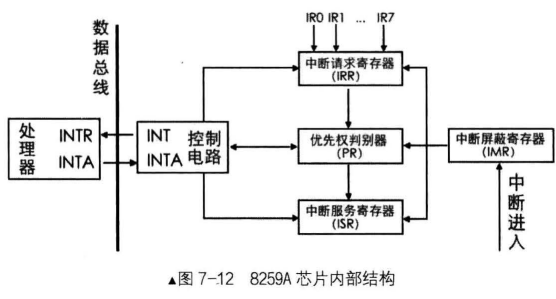 数据总线
IR0 IR1 ... IR7
中断请求寄存器
(IRR)
处理器
INTR
INTA
INT
INTA
控制电路
优先权判别器
(PR)
中断屏蔽寄存器
(IMR)
中断服务寄存器
(ISR)
中断进入
▲图 7-12 8259A 芯片内部结构